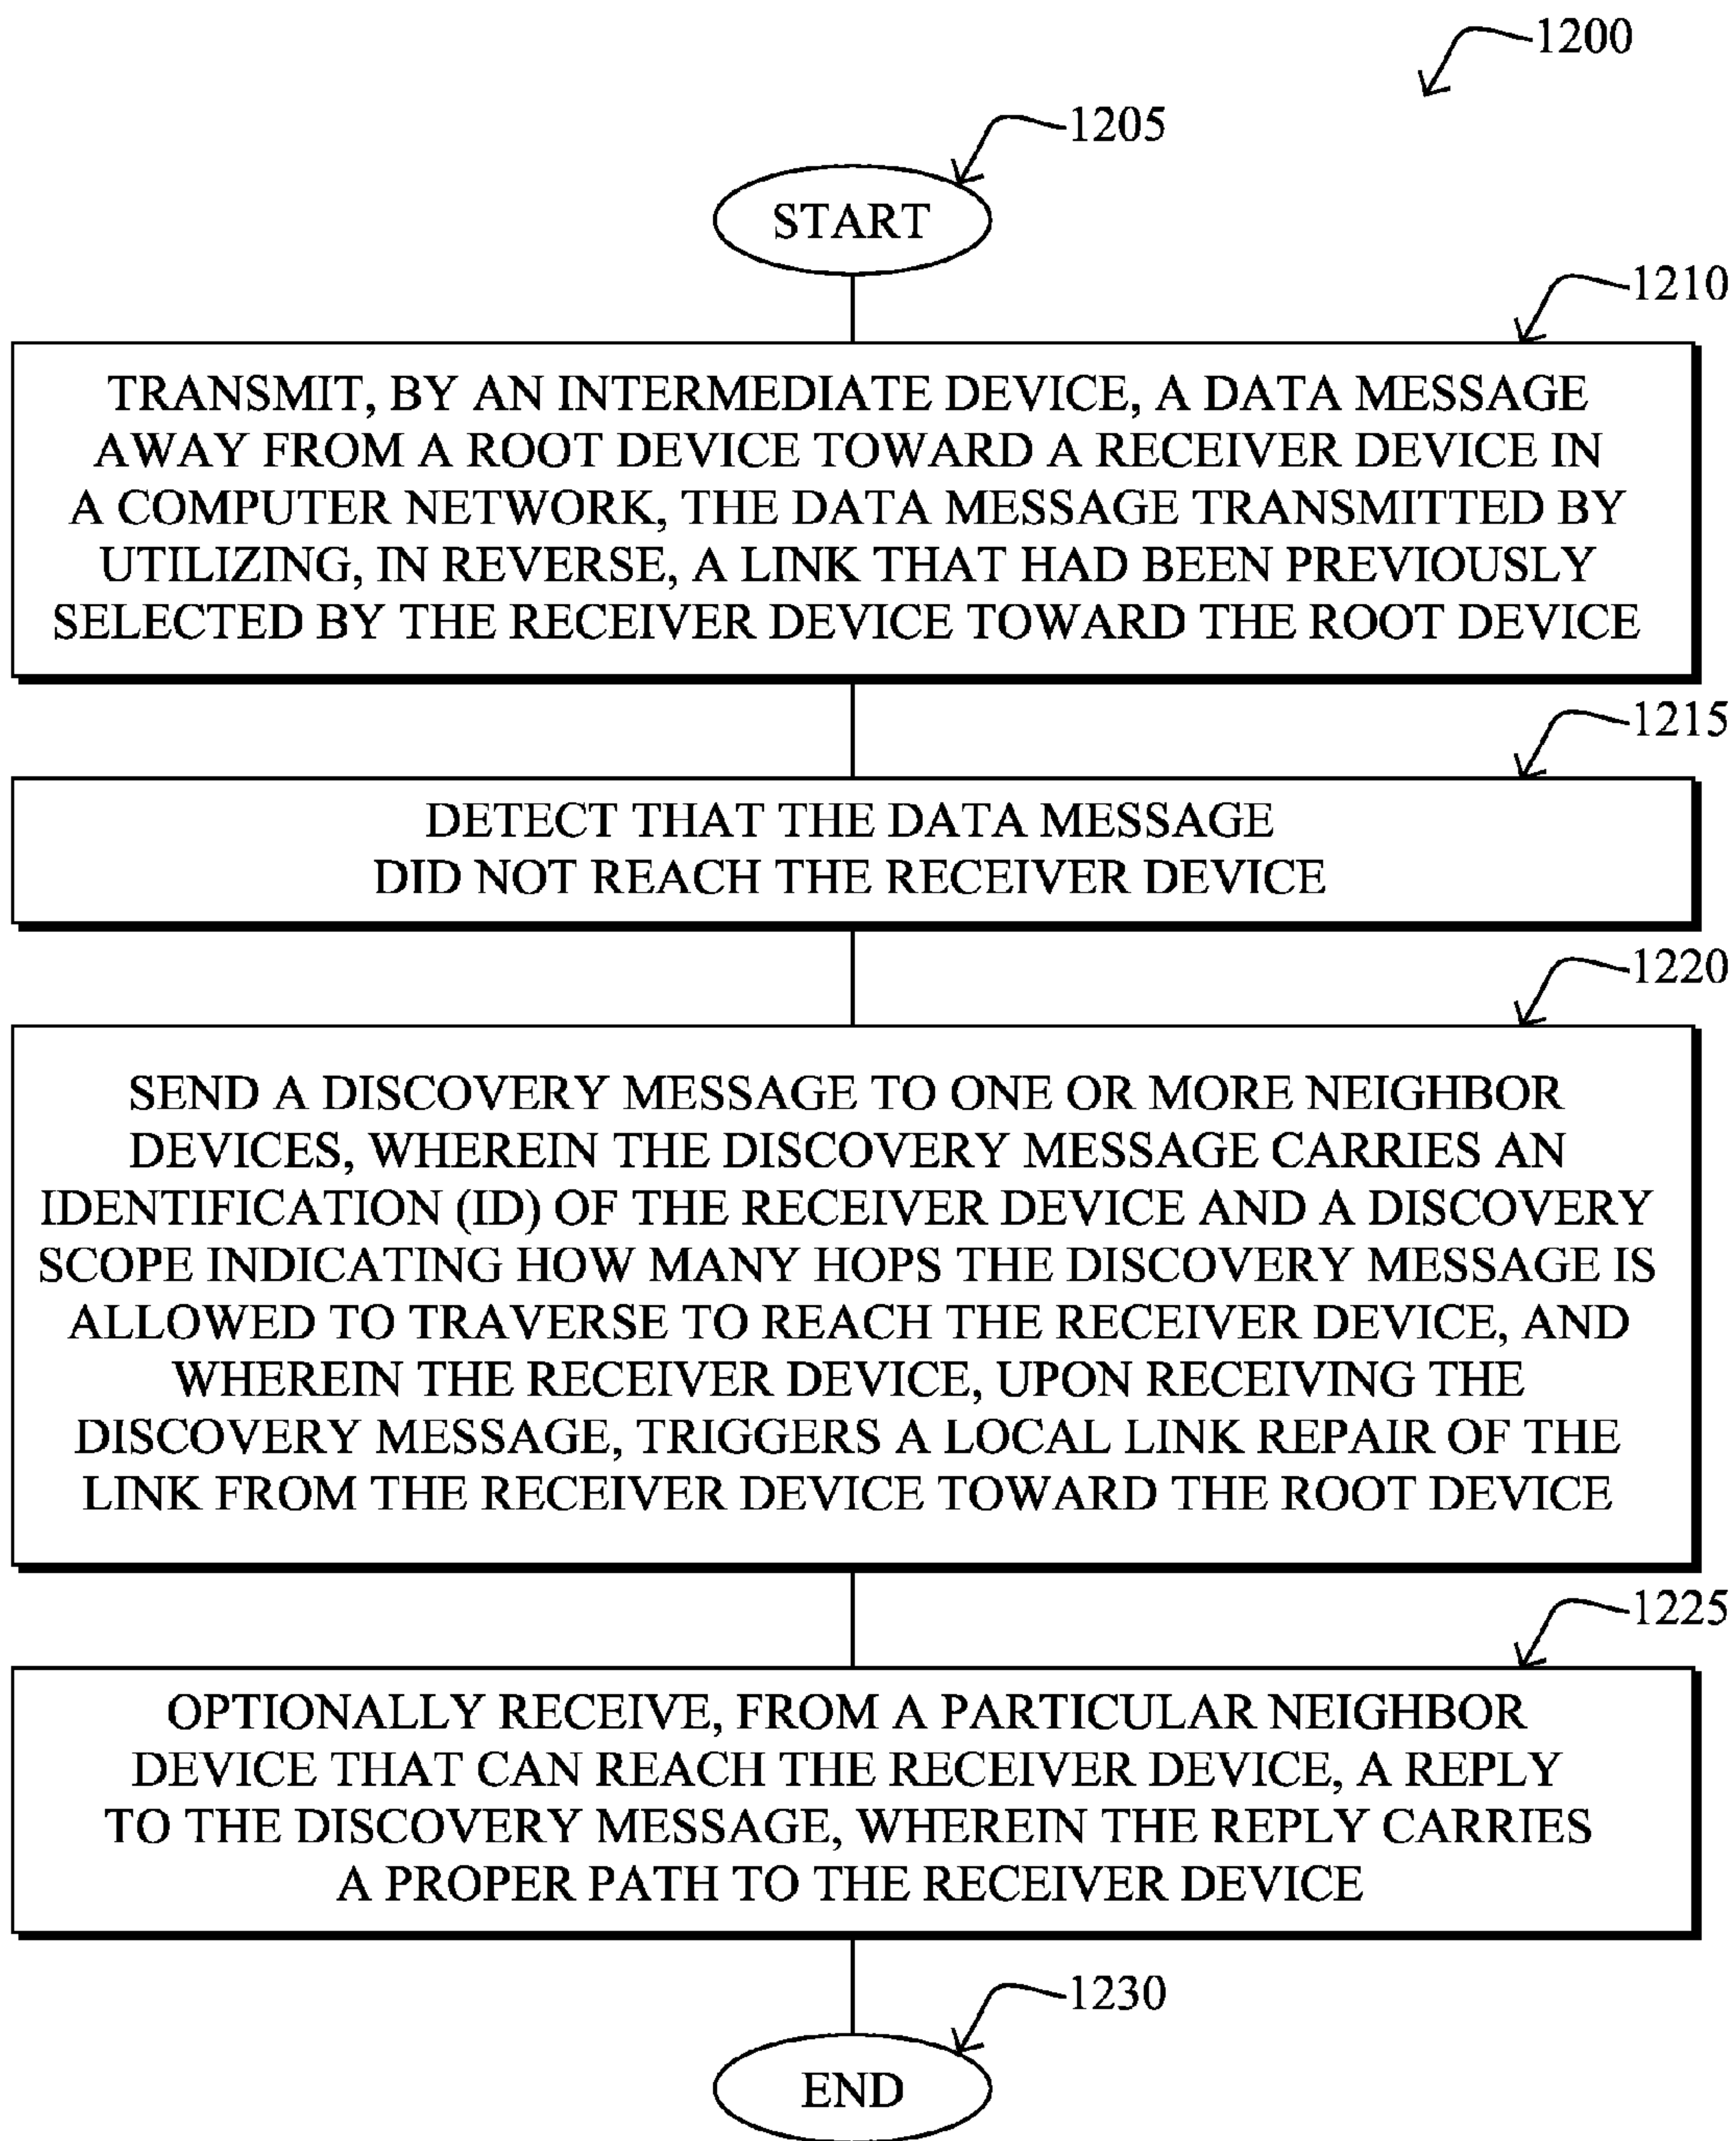 1200
1205
START
1210
TRANSMIT, BY AN INTERMEDIATE DEVICE, A DATA MESSAGE
AWAY FROM A ROOT DEVICE TOWARD A RECEIVER DEVICE IN
A COMPUTER NETWORK, THE DATA MESSAGE TRANSMITTED BY
UTILIZING, IN REVERSE, A LINK THAT HAD BEEN PREVIOUSLY
SELECTED BY THE RECEIVER DEVICE TOWARD THE ROOT DEVICE
1215
DETECT THAT THE DATA MESSAGE
DID NOT REACH THE RECEIVER DEVICE
1220
SEND A DISCOVERY MESSAGE TO ONE OR MORE NEIGHBOR
DEVICES, WHEREIN THE DISCOVERY MESSAGE CARRIES AN
IDENTIFICATION (ID) OF THE RECEIVER DEVICE AND A DISCOVERY
SCOPE INDICATING HOW MANY HOPS THE DISCOVERY MESSAGE IS
ALLOWED TO TRAVERSE TO REACH THE RECEIVER DEVICE, AND
WHEREIN THE RECEIVER DEVICE, UPON RECEIVING THE
DISCOVERY MESSAGE, TRIGGERS A LOCAL LINK REPAIR OF THE
LINK FROM THE RECEIVER DEVICE TOWARD THE ROOT DEVICE
1225
OPTIONALLY RECEIVE, FROM A PARTICULAR NEIGHBOR
DEVICE THAT CAN REACH THE RECEIVER DEVICE, A REPLY
TO THE DISCOVERY MESSAGE, WHEREIN THE REPLY CARRIES
A PROPER PATH TO THE RECEIVER DEVICE
1230
END